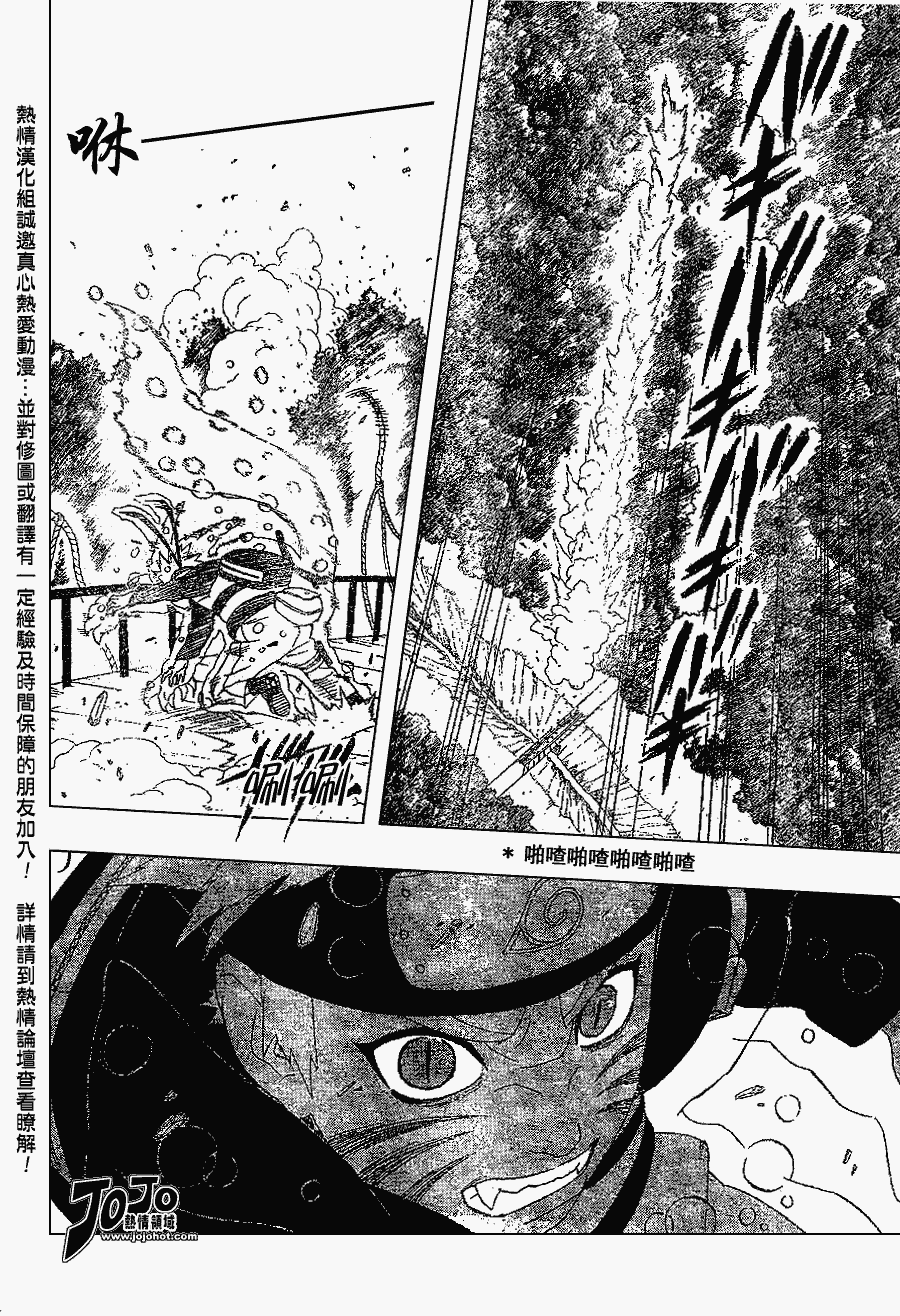 バキバキバキバキ
咻
唰唰
* 啪喳啪喳啪喳啪喳
熱情漢化組誠邀真心熱愛動漫…並對修圖或翻譯有一定經驗及時間保障的朋友加入！ 詳情請到熱情論壇查看瞭解！
JOJO
熱情領域
www.jojohot.com